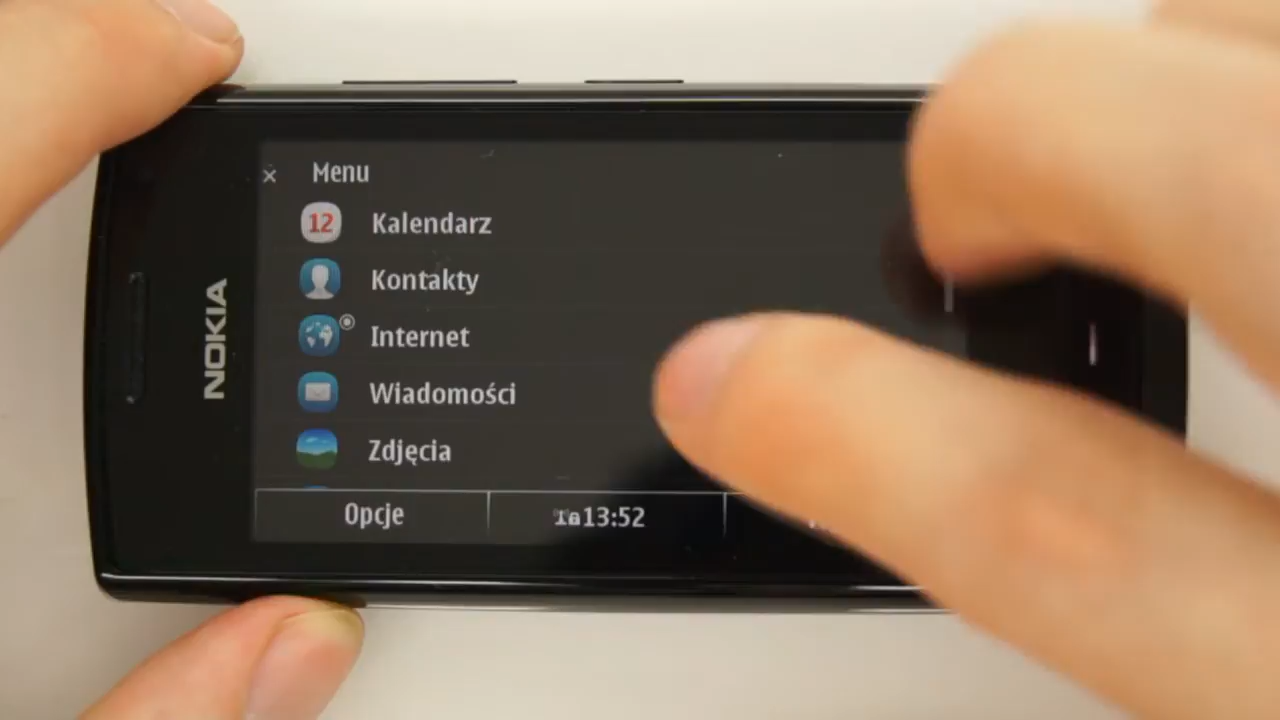 NOKIA
× Menu
12 Kalendarz
Kontakty
Internet
Wiadomości
Zdjęcia
Opcje
13:52